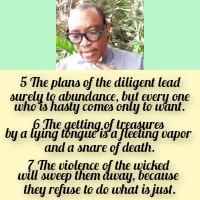 5 The plans of the diligent lead
surely to abundance, but every one
who is hasty comes only to want.
6 The getting of treasures
by a lying tongue is a fleeting vapor
and a snare of death.
7 The violence of the wicked
will sweep them away, because
they refuse to do what is just.